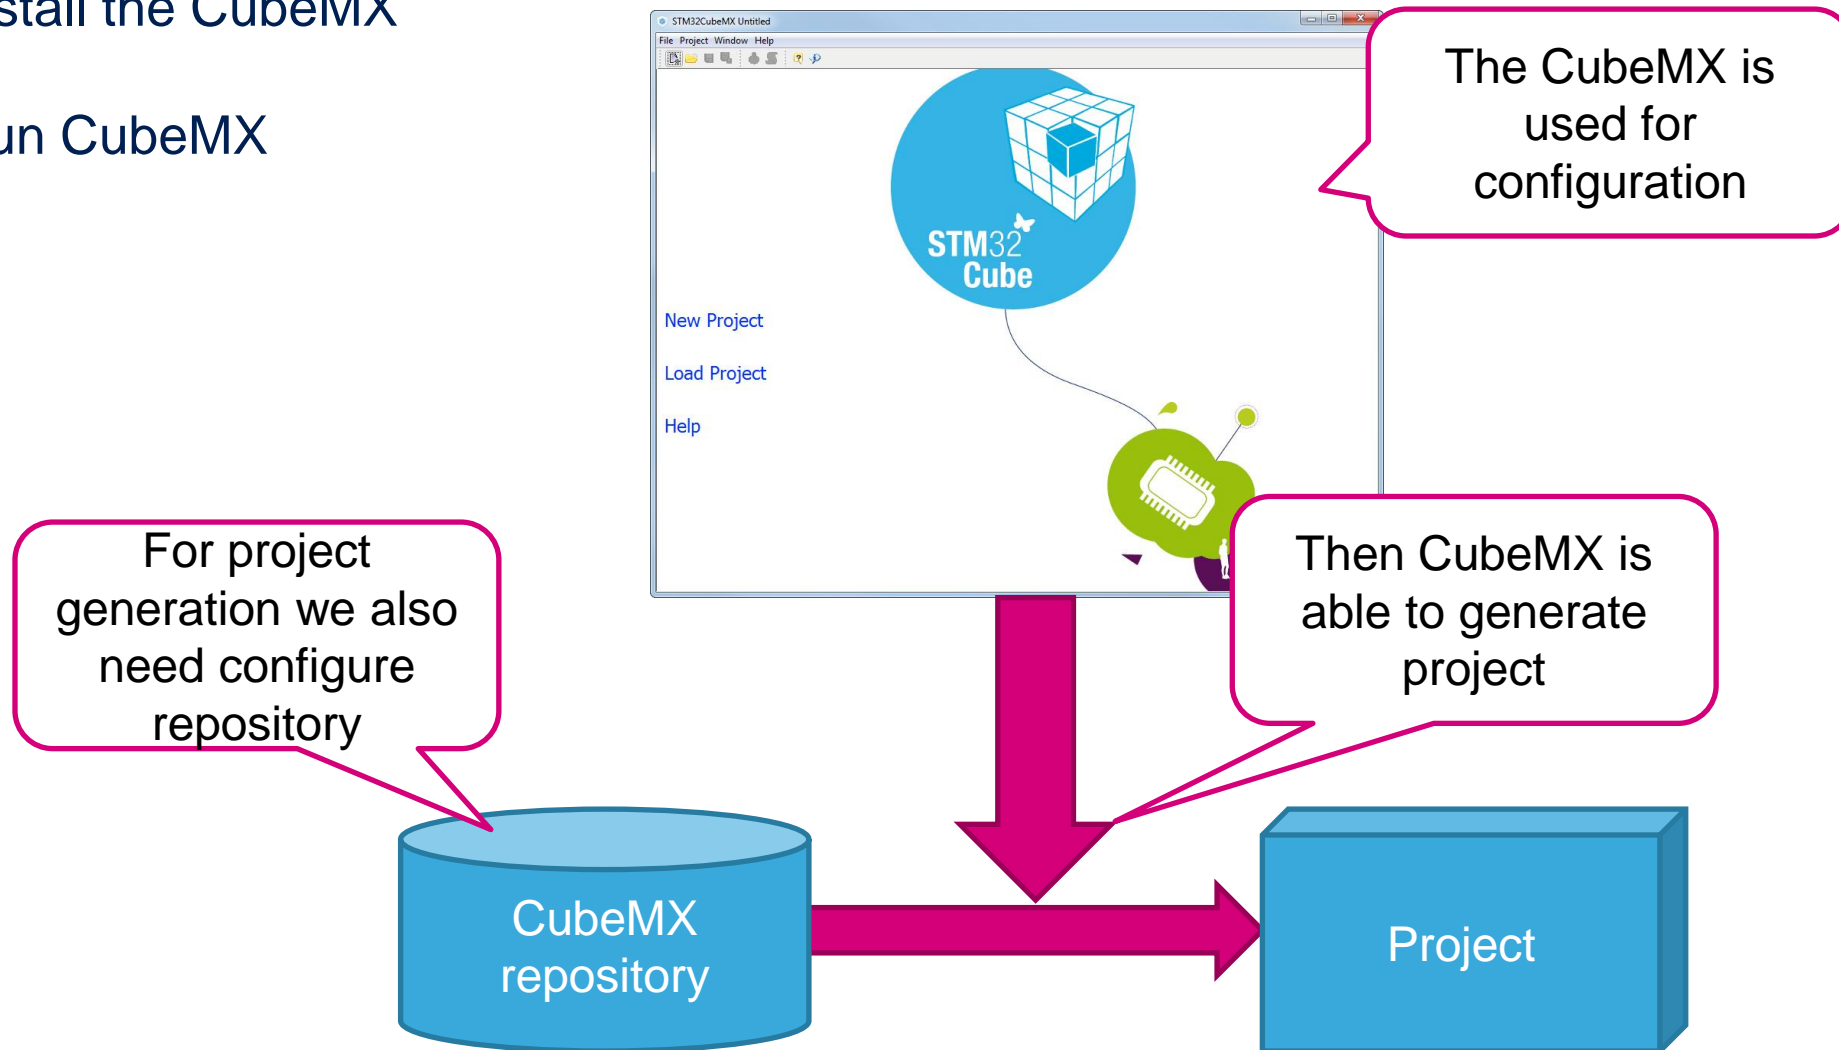 stall the CubeMX
un CubeMX
STM32CubeMX Untitled
File Project Window Help
STM32
Cube
New Project
Load Project
Help
The CubeMX is
used for
configuration
For project
generation we also
need configure
repository
Then CubeMX is
able to generate
project
CubeMX
repository
Project